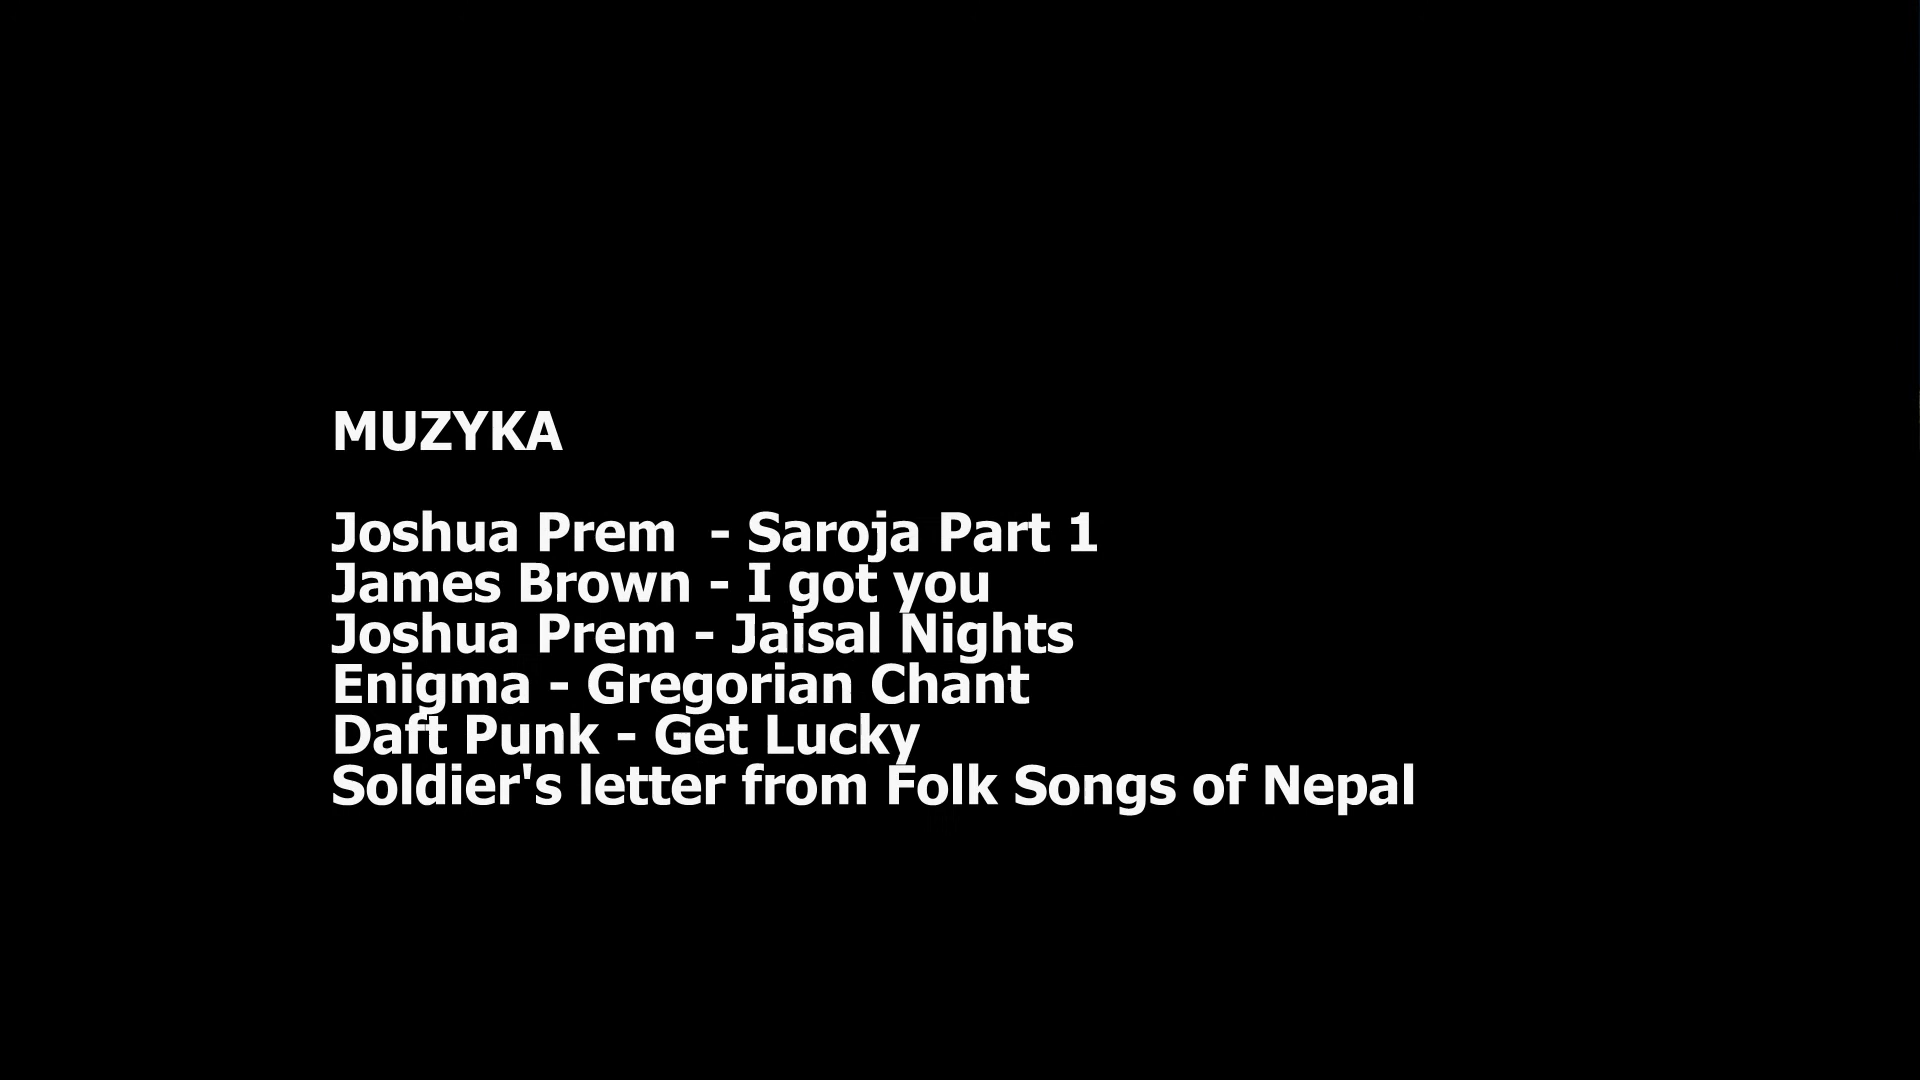 MUZYKA
Joshua Prem  - Saroja Part 1
James Brown - I got you
Joshua Prem - Jaisal Nights
Enigma - Gregorian Chant
Daft Punk - Get Lucky
Soldier's letter from Folk Songs of Nepal